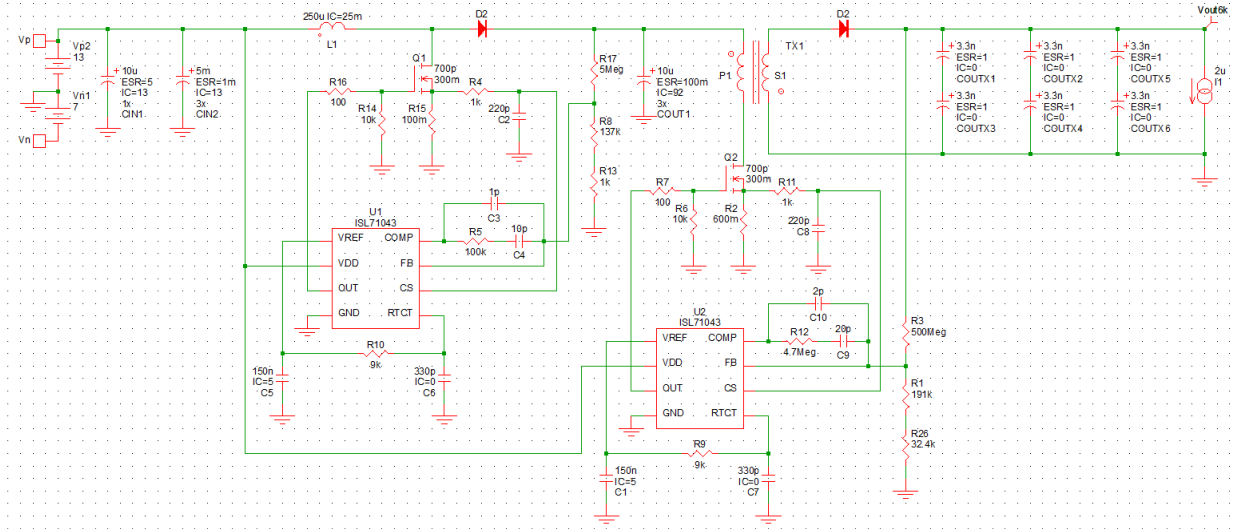 Vout6k
250u IC=25m
L1
D2
D2
Vp
Vp2
13
Vn1
7
Vn
10u
ESR=5
IC=13
1x
CIN1
5m
ESR=1m
IC=13
3x
CIN2
Q1
700p
300m
R16
100
R14
10k
R15
100m
R4
1k
220p
C2
R17
5Meg
R8
137k
R13
1k
10u
ESR=100m
IC=92
3x
COUT1
P1
S1
TX1
3.3n
ESR=1
IC=0
COUTX1
3.3n
ESR=1
IC=0
COUTX2
3.3n
ESR=1
IC=0
COUTX5
3.3n
ESR=1
IC=0
COUTX3
3.3n
ESR=1
IC=0
COUTX4
3.3n
ESR=1
IC=0
COUTX6
2u
I1
Q2
700p
300m
R7
100
R6
10k
R2
600m
R11
1k
220p
C8
U1
ISL71043
VREF
COMP
VDD
FB
OUT
CS
GND
RTCT
1p
C3
R5
100k
10p
C4
R10
9k
150n
IC=5
C5
330p
IC=0
C6
U2
ISL71043
VREF
COMP
VDD
FB
OUT
CS
GND
RTCT
2p
C10
R12
4.7Meg
20p
C9
R3
500Meg
R1
191k
R26
32.4k
R9
9k
150n
IC=5
C1
330p
IC=0
C7